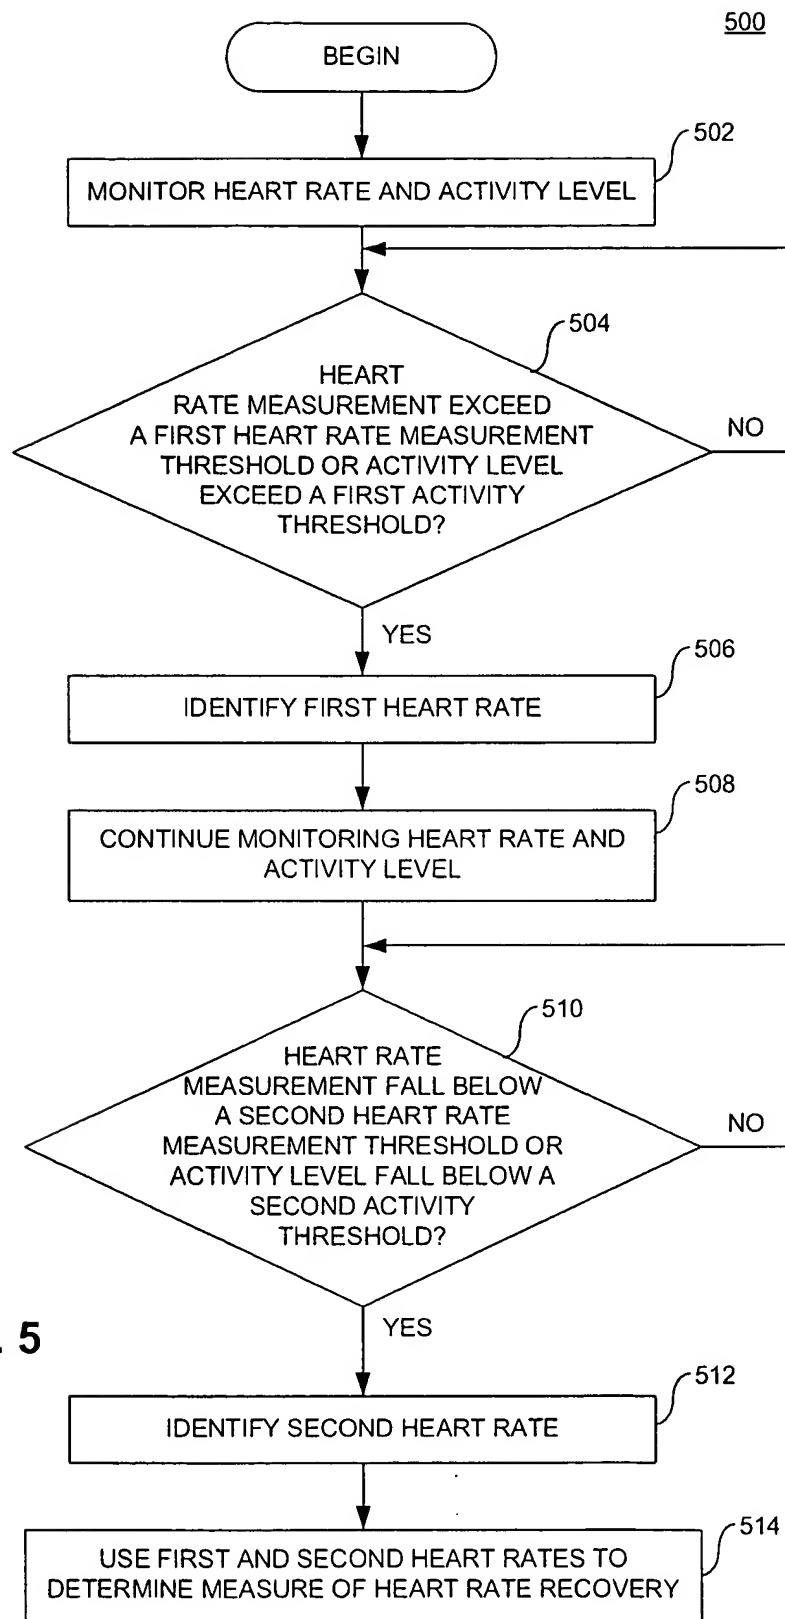 500
BEGIN
502
MONITOR HEART RATE AND ACTIVITY LEVEL
504
HEART
RATE MEASUREMENT EXCEED
A FIRST HEART RATE MEASUREMENT
THRESHOLD OR ACTIVITY LEVEL
EXCEED A FIRST ACTIVITY
THRESHOLD?
NO
YES
506
IDENTIFY FIRST HEART RATE
508
CONTINUE MONITORING HEART RATE AND
ACTIVITY LEVEL
510
HEART RATE
MEASUREMENT FALL BELOW
A SECOND HEART RATE
MEASUREMENT THRESHOLD OR
ACTIVITY LEVEL FALL BELOW A
SECOND ACTIVITY
THRESHOLD?
NO
YES
. 5
512
IDENTIFY SECOND HEART RATE
514
USE FIRST AND SECOND HEART RATES TO
DETERMINE MEASURE OF HEART RATE RECOVERY